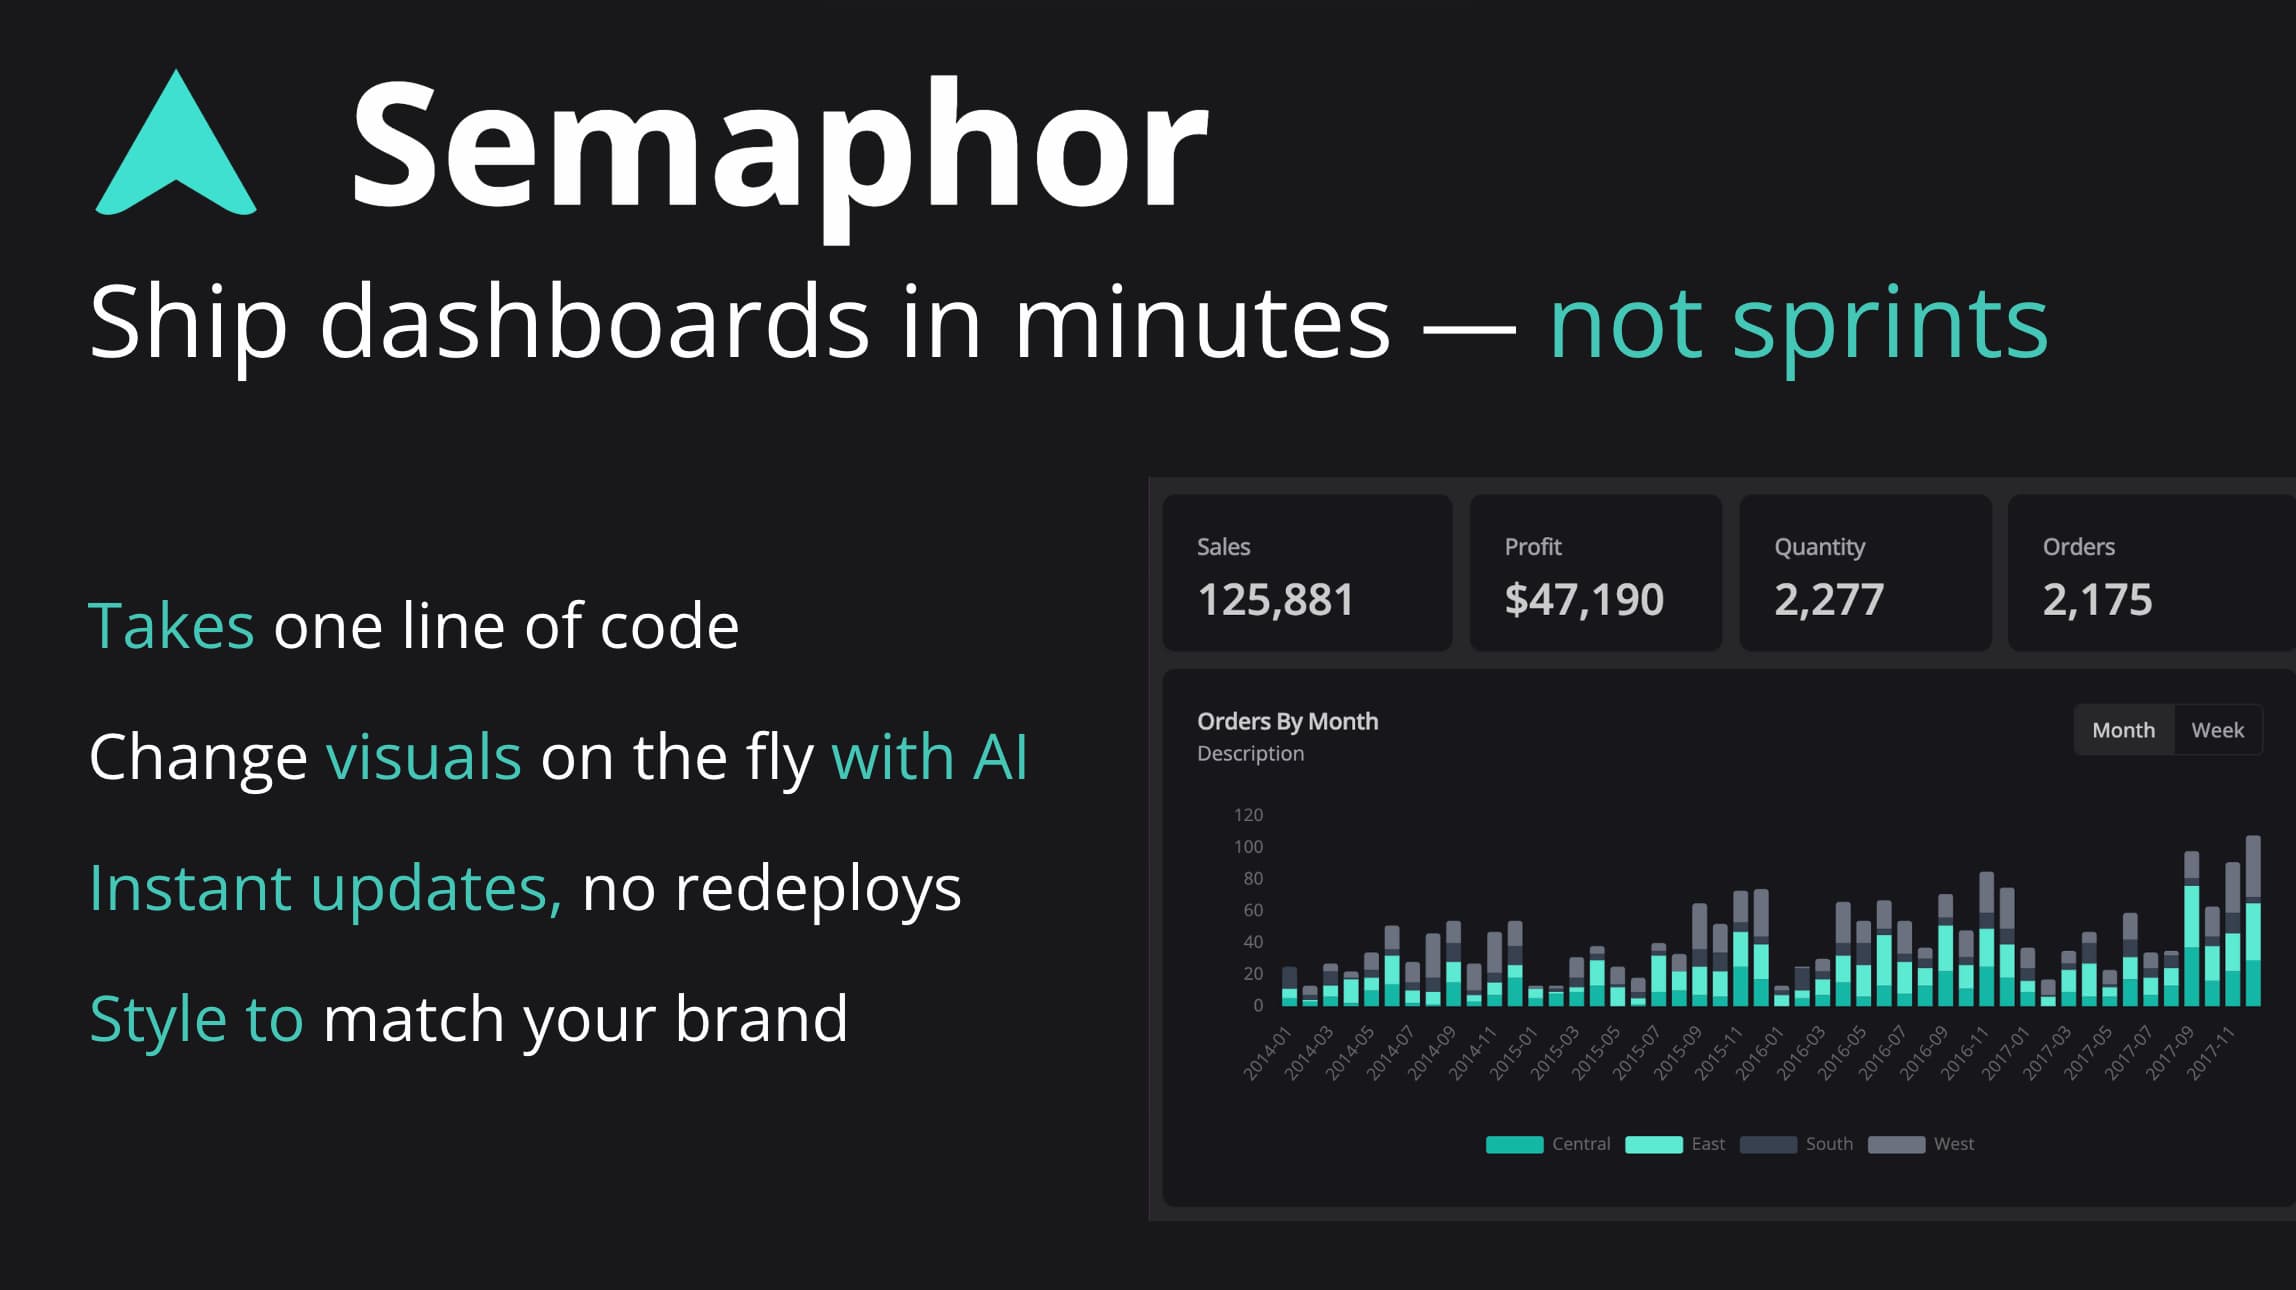 Semaphor
Ship dashboards in minutes — not sprints
Takes one line of code
Change visuals on the fly with AI
Instant updates, no redeploys
Style to match your brand
Sales
125,881
Profit
$47,190
Quantity
2,277
Orders
2,175
Orders By Month
Description
Month Week
120
100
80
60
40
20
0
2014-01 2014-03 2014-05 2014-07 2014-09 2014-11 2015-01 2015-03 2015-05 2015-07 2015-09 2015-11 2016-01 2016-03 2016-05 2016-07 2016-09 2016-11 2017-01 2017-03 2017-05 2017-07 2017-09 2017-11
Central East South West